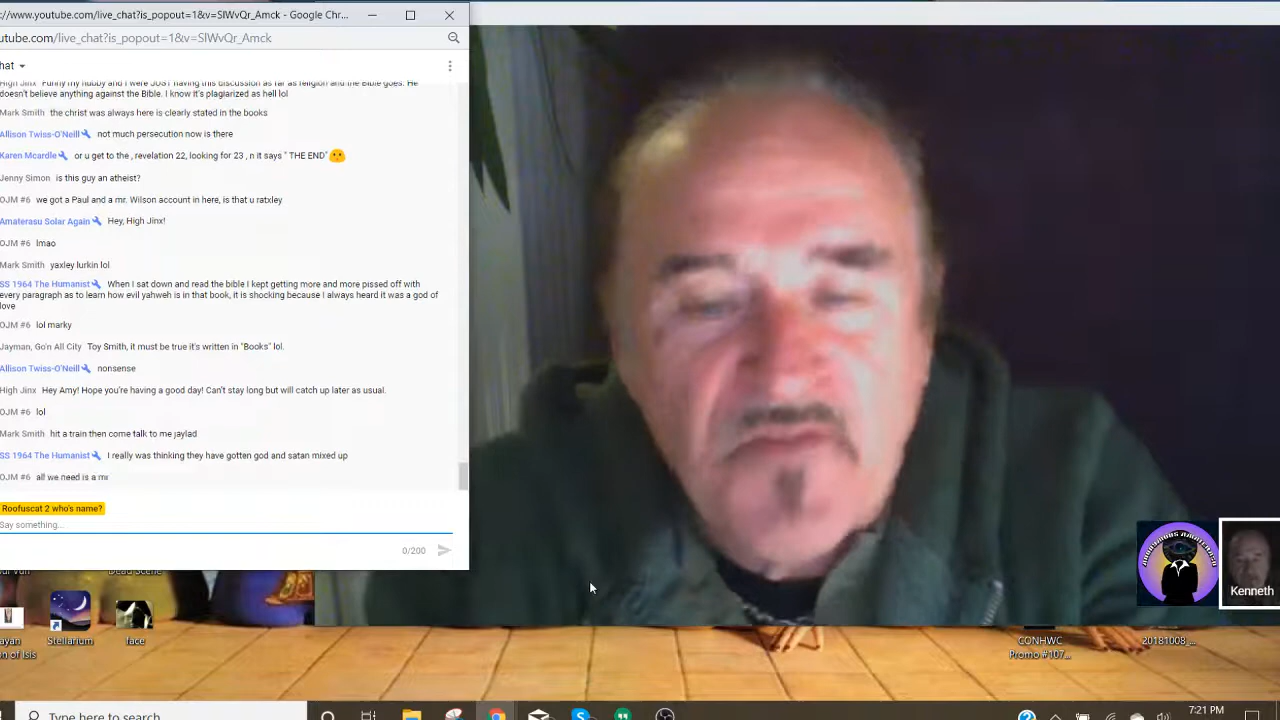 //www.youtube.com/live_chat?is_popout=1&v=SlWvQr_Amck - Google Chr...
utube.com/live_chat?is_popout=1&v=SlWvQr_Amck
hat
High Jinx Funny my hubby and I were JUST having this discussion as far as religion and the Bible goes. He
doesn't believe anything against the Bible. I know it's plagiarized as hell lol
Mark Smith the christ was always here is clearly stated in the books
Allison Twiss-O'Neill not much persecution now is there
Karen Mcardle or u get to the , revelation 22, looking for 23 , n it says " THE END"
Jenny Simon is this guy an atheist?
OJM #6 we got a Paul and a mr. Wilson account in here, is that u ratxley
Amaterasu Solar Again Hey, High Jinx!
OJM #6 lmao
Mark Smith yaxley lurkin lol
SS 1964 The Humanist When I sat down and read the bible I kept getting more and more pissed off with
every paragraph as to learn how evil yahweh is in that book, it is shocking because I always heard it was a god of
love
OJM #6 lol marky
Jayman, Go'n All City Toy Smith, it must be true it's written in "Books" lol.
Allison Twiss-O'Neill nonsense
High Jinx Hey Amy! Hope you're having a good day! Can't stay long but will catch up later as usual.
OJM #6 lol
Mark Smith hit a train then come talk to me jaylad
SS 1964 The Humanist I really was thinking they have gotten god and satan mixed up
OJM #6 all we need is a mr
Roofuscat 2 who's name?
Say something...
0/200
Kenneth
Dead Scene
ayan
on of Isis
Stellarium
face
CONHWC
Promo #107...
20181008_...
Type here to search
7:21 PM